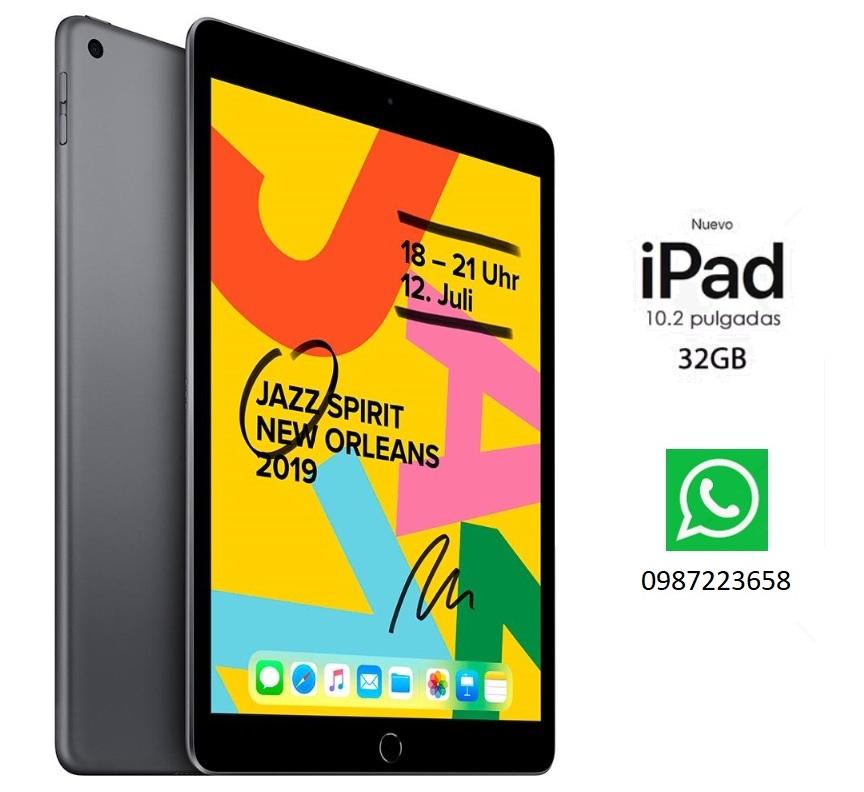 18 – 21 Uhr
12. Juli
JAZZ SPIRIT
NEW ORLEANS
2019
Nuevo
iPad
10.2 pulgadas
32GB
0987223658